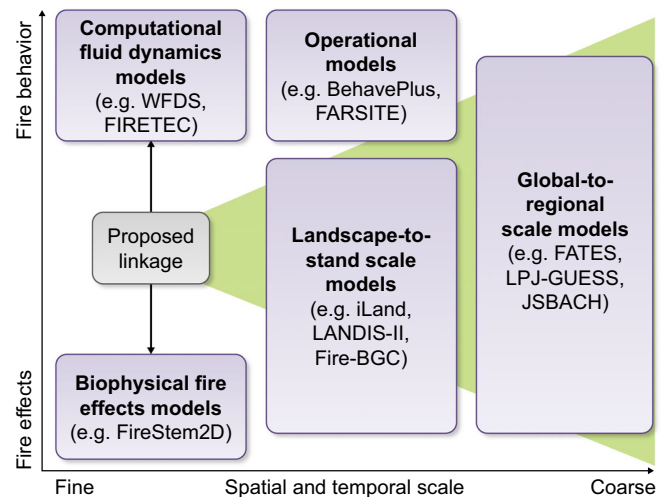 Fire behavior
Computational
fluid dynamics
models
(e.g. WFDS,
FIRETEC)
Operational
models
(e.g. BehavePlus,
FARSITE)
Global-to-
regional
scale models
(e.g. FATES,
LPJ-GUESS,
JSBACH)
Proposed
linkage
Landscape-to-
stand scale
models
(e.g. iLand,
LANDIS-II,
Fire-BGC)
Fire effects
Biophysical fire
effects models
(e.g. FireStem2D)
Fine
Spatial and temporal scale
Coarse